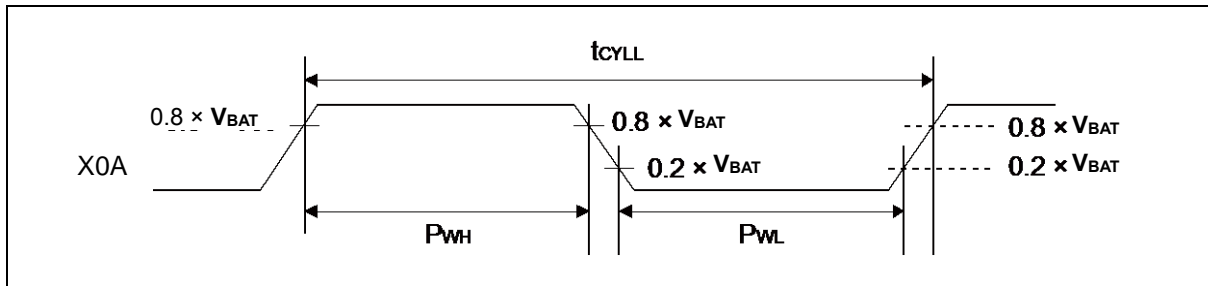 tCYLL
0.8 × VBAT
0.8 × VBAT
0.8 × VBAT
X0A
0.2 × VBAT
0.2 × VBAT
PWH
PWL